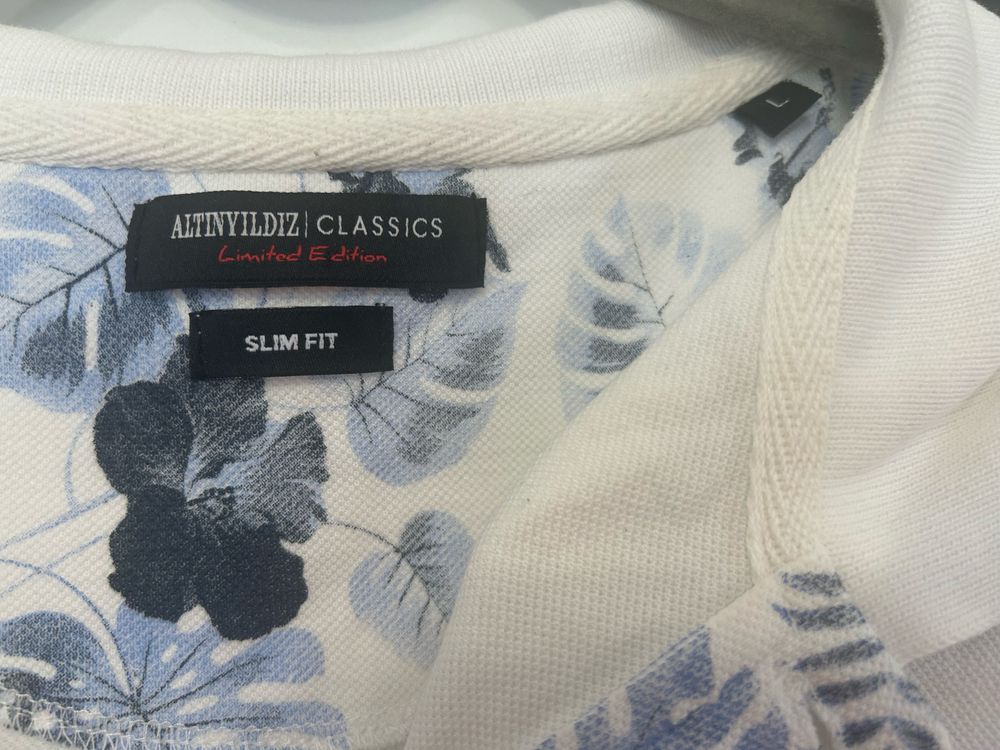 ALTINYILDIZ | CLASSICS
Limited Edition
SLIM FIT
L